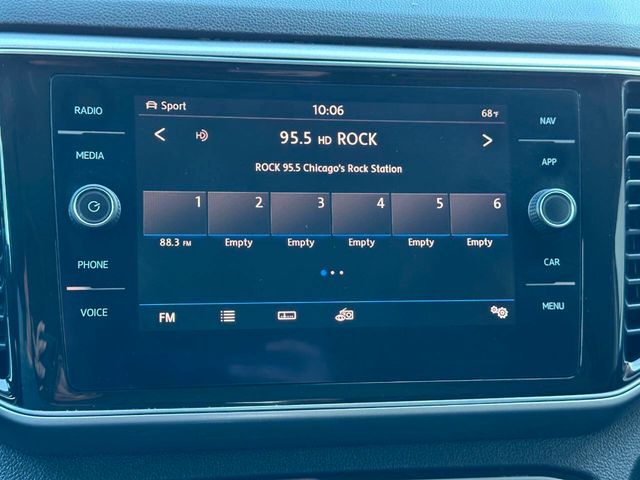 RADIO
MEDIA
PHONE
VOICE
Sport 10:06 68°F
< HD 95.5 HD ROCK >
ROCK 95.5 Chicago's Rock Station
1 2 3 4 5 6
88.3 FM Empty Empty Empty Empty Empty
FM
NAV
APP
CAR
MENU